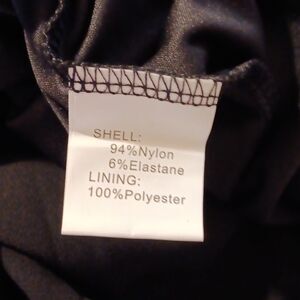 SHELL:
94%Nylon
6%Elastane
LINING:
100%Polyester